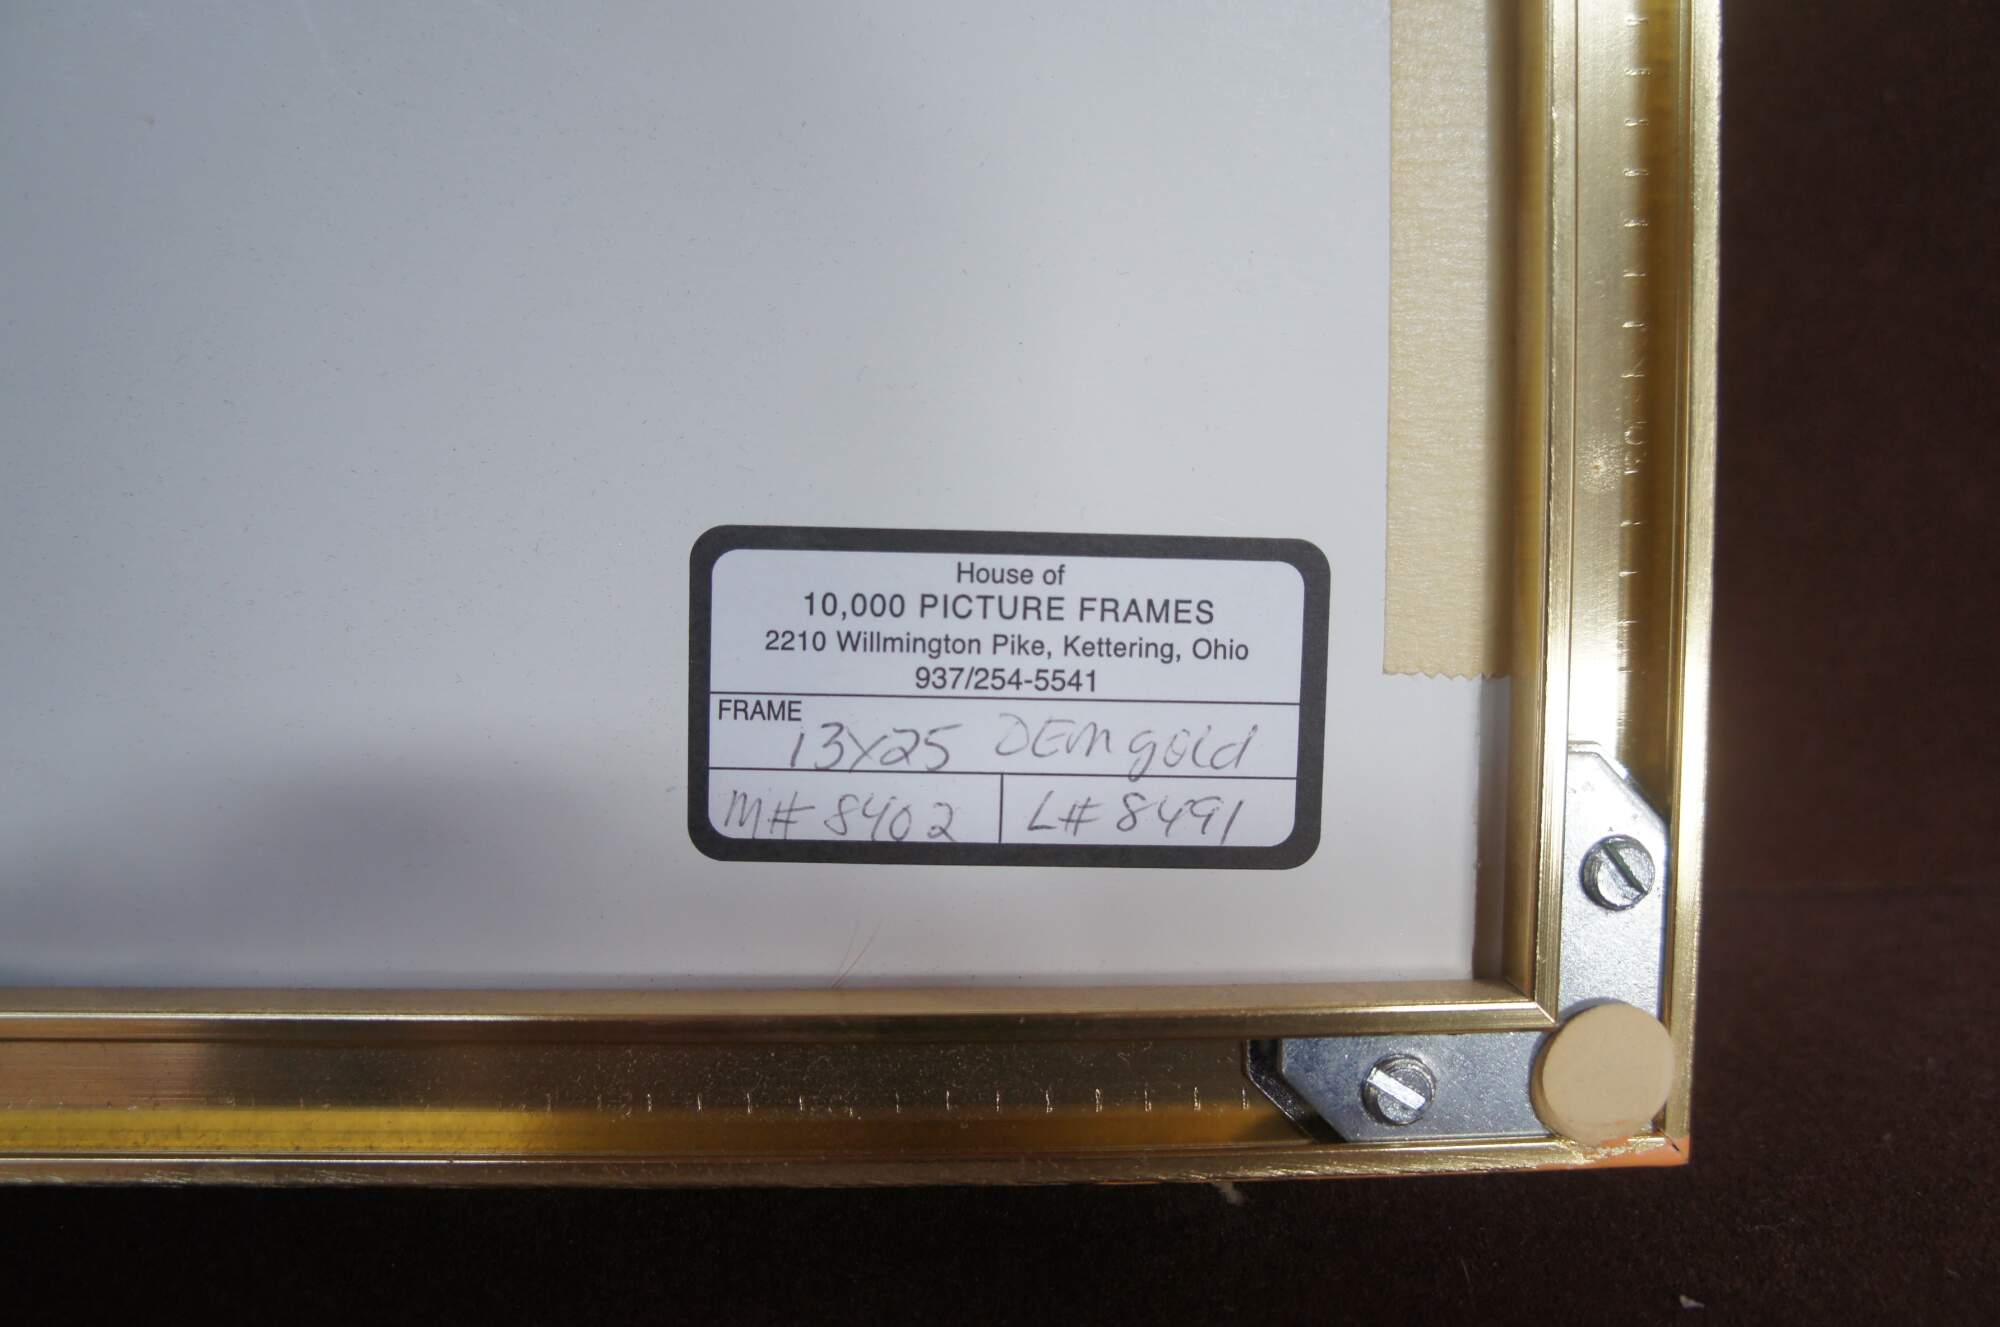 House of
10,000 PICTURE FRAMES
2210 Willmington Pike, Kettering, Ohio
937/254-5541
FRAME
13x25 DEM gold
M# 8402
L# 8491